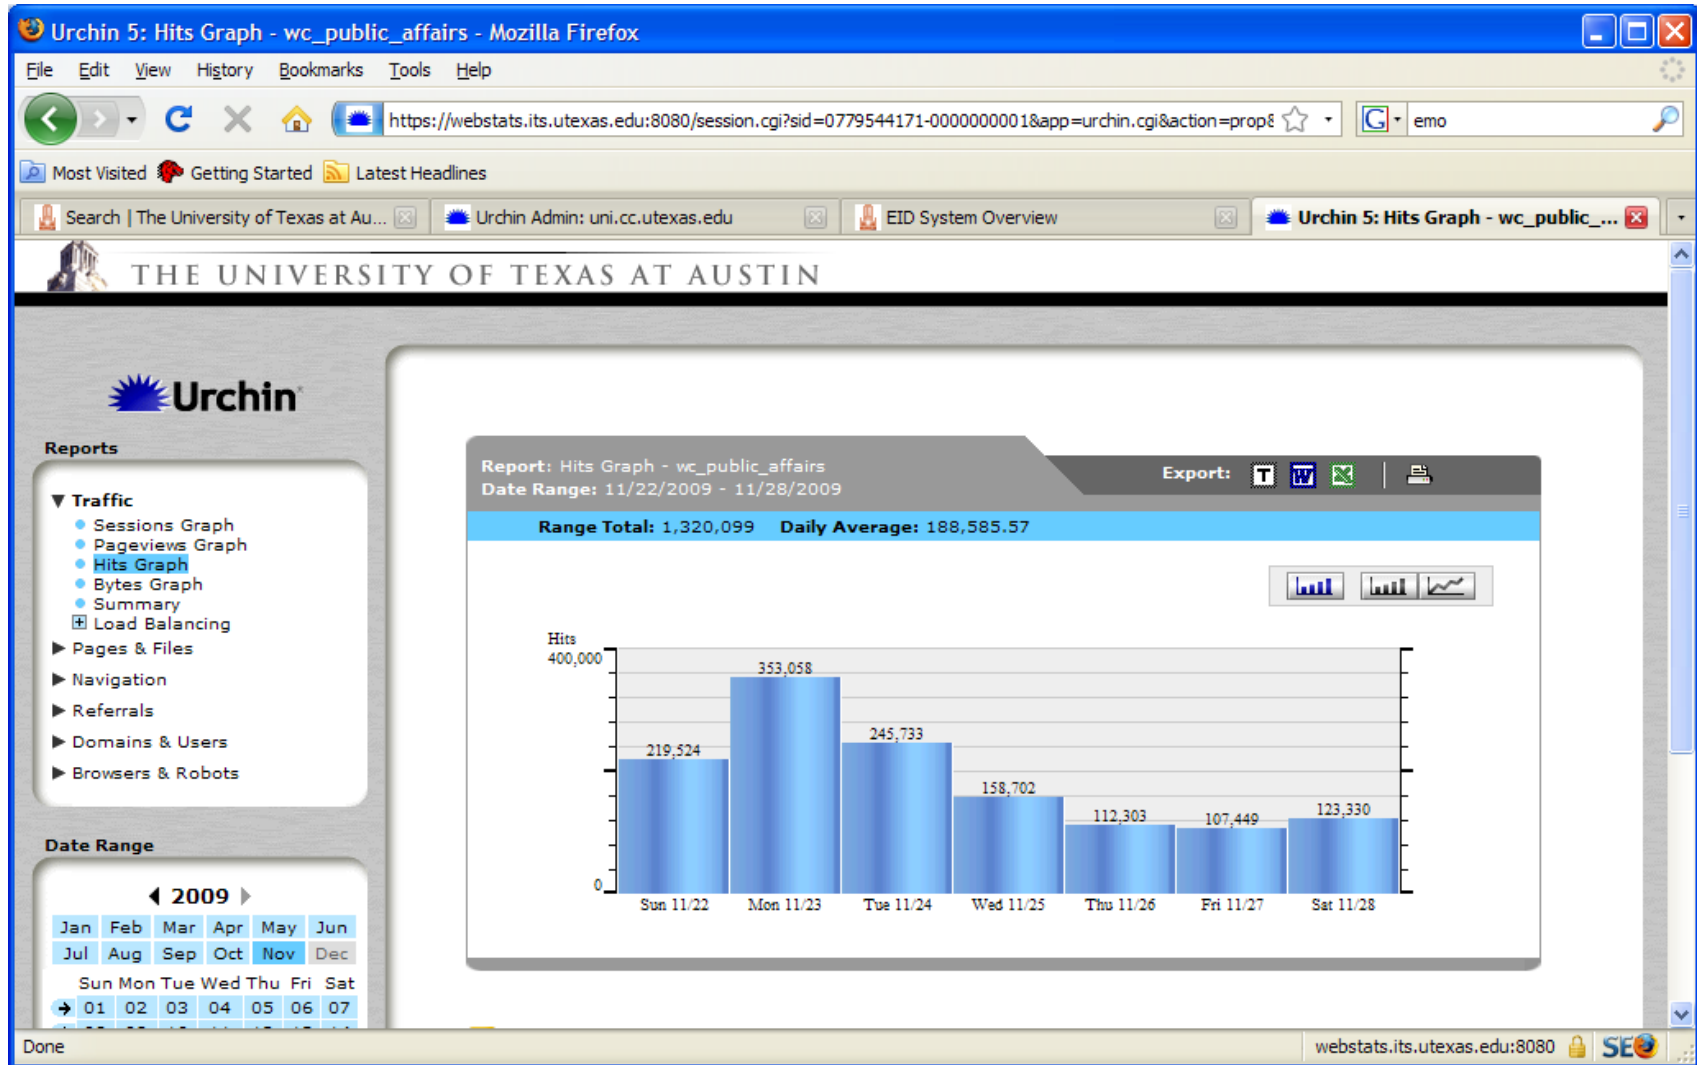 Urchin 5: Hits Graph - wc_public_affairs - Mozilla Firefox
File Edit View History Bookmarks Tools Help
https://webstats.its.utexas.edu:8080/session.cgi?sid=0779544171-0000000001&app=urchin.cgi&action=prop& G emo
Most Visited Getting Started Latest Headlines
Search | The University of Texas at Au... Urchin Admin: uni.cc.utexas.edu EID System Overview Urchin 5: Hits Graph - wc_public_...
THE UNIVERSITY OF TEXAS AT AUSTIN
Urchin
Reports
Traffic
Sessions Graph
Pageviews Graph
Hits Graph
Bytes Graph
Summary
Load Balancing
Pages & Files
Navigation
Referrals
Domains & Users
Browsers & Robots
Date Range
2009
Jan Feb Mar Apr May Jun
Jul Aug Sep Oct Nov Dec
Sun Mon Tue Wed Thu Fri Sat
01 02 03 04 05 06 07
Report: Hits Graph - wc_public_affairs
Date Range: 11/22/2009 - 11/28/2009
Export: T W X
Range Total: 1,320,099 Daily Average: 188,585.57
Hits
400,000
353,058
245,733
219,524
158,702
123,330
112,303
107,449
0
Sun 11/22 Mon 11/23 Tue 11/24 Wed 11/25 Thu 11/26 Fri 11/27 Sat 11/28
Done webstats.its.utexas.edu:8080 SEO